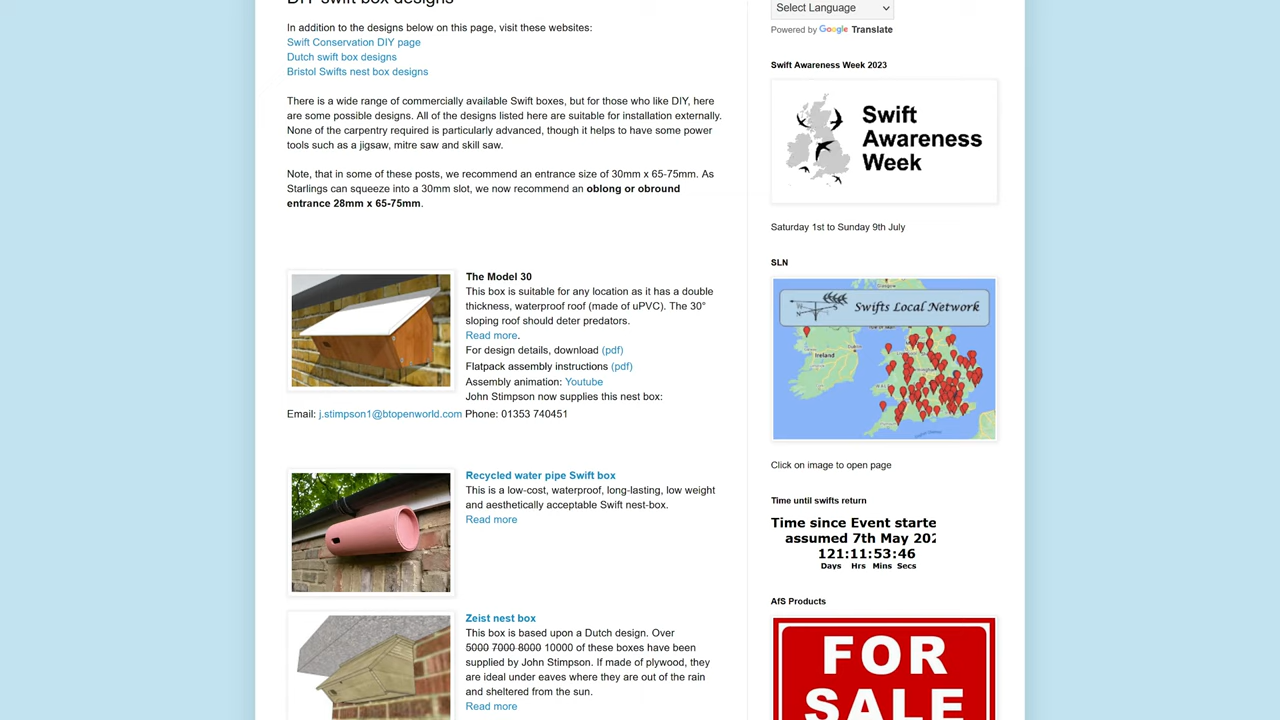 DIY swift box designs
In addition to the designs below on this page, visit these websites:
Swift Conservation DIY page
Dutch swift box designs
Bristol Swifts nest box designs
There is a wide range of commercially available Swift boxes, but for those who like DIY, here
are some possible designs. All of the designs listed here are suitable for installation externally.
None of the carpentry required is particularly advanced, though it helps to have some power
tools such as a jigsaw, mitre saw and skill saw.
Note, that in some of these posts, we recommend an entrance size of 30mm x 65-75mm. As
Starlings can squeeze into a 30mm slot, we now recommend an oblong or obround
entrance 28mm x 65-75mm.
The Model 30
This box is suitable for any location as it has a double
thickness, waterproof roof (made of uPVC). The 30°
sloping roof should deter predators.
Read more.
For design details, download (pdf)
Flatpack assembly instructions (pdf)
Assembly animation: Youtube
John Stimpson now supplies this nest box:
Email: j.stimpson1@btopenworld.com Phone: 01353 740451
Recycled water pipe Swift box
This is a low-cost, waterproof, long-lasting, low weight
and aesthetically acceptable Swift nest-box.
Read more
Zeist nest box
This box is based upon a Dutch design. Over
5000 7000 8000 10000 of these boxes have been
supplied by John Stimpson. If made of plywood, they
are ideal under eaves where they are out of the rain
and sheltered from the sun.
Read more
Select Language
Powered by Google Translate
Swift Awareness Week 2023
Swift
Awareness
Week
Saturday 1st to Sunday 9th July
SLN
Swifts Local Network
Ireland
Click on image to open page
Time until swifts return
Time since Event starte
assumed 7th May 202
121:11:53:46
Days Hrs Mins Secs
AfS Products
FOR
SALE